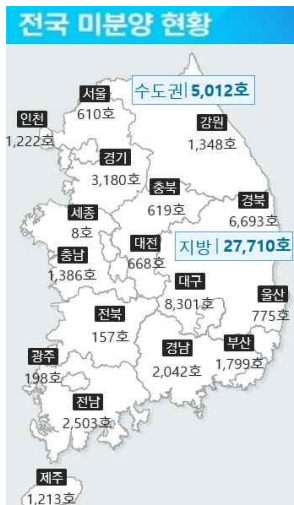 전국 미분양 현황
서울
610호
수도권 5,012호
인천
1,222호
강원
1,348호
경기
3,180호
충북
619호
경북
6,693호
세종
8호
대전
668호
지방 27,710호
충남
1,386호
대구
8,301호
울산
775호
전북
157호
경남
2,042호
부산
1,799호
광주
198호
전남
2,503호
제주
1,213호